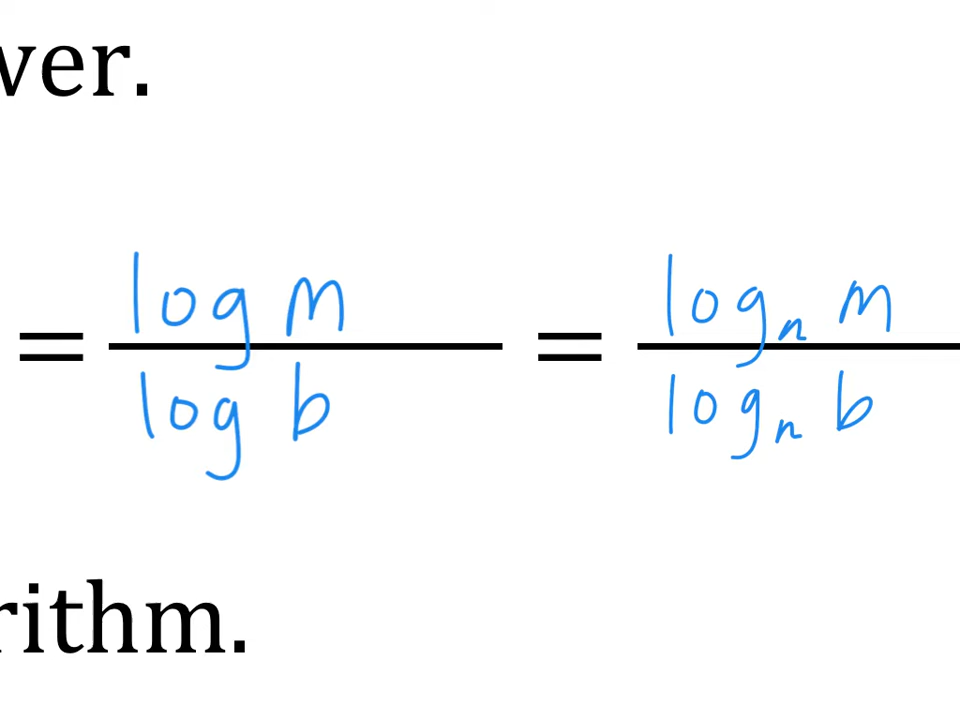 wer.
= log m / log b = logₙ m / logₙ b
rithm.